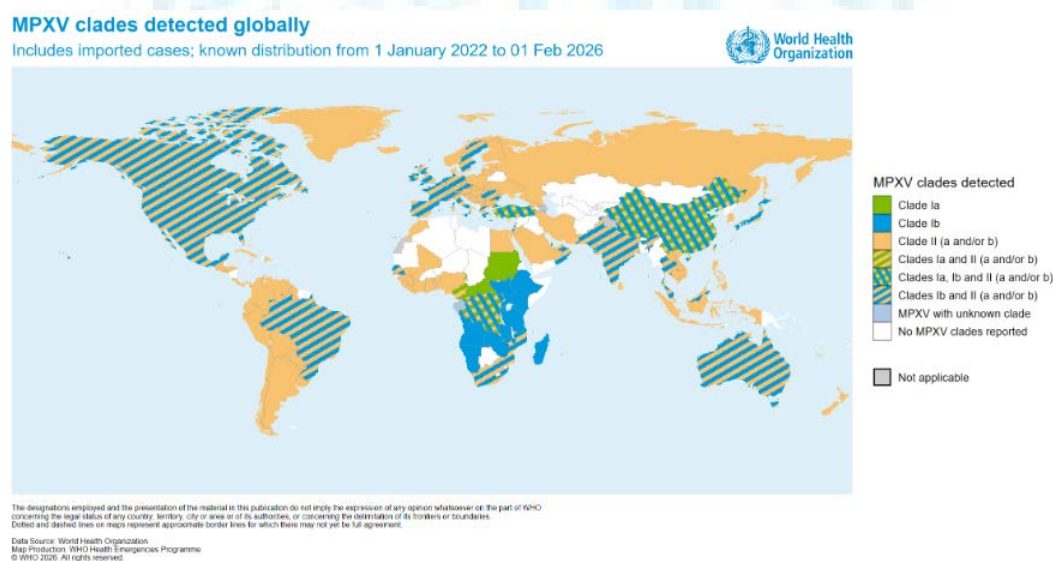 MPXV clades detected globally
Includes imported cases; known distribution from 1 January 2022 to 01 Feb 2026
World Health
Organization
MPXV clades detected
Clade Ia
Clade Ib
Clade II (a and/or b)
Clades Ia and II (a and/or b)
Clades Ia, Ib and II (a and/or b)
Clades Ib and II (a and/or b)
MPXV with unknown clade
No MPXV clades reported
Not applicable
The designations employed and the presentation of the material in this publication do not imply the expression of any opinion whatsoever on the part of WHO
concerning the legal status of any country, territory, city or area or of its authorities, or concerning the delimitation of its frontiers or boundaries.
Dotted and dashed lines on maps represent approximate border lines for which there may not yet be full agreement.
Data Source: World Health Organization
Map Production: WHO Health Emergencies Programme
© WHO 2026. All rights reserved.